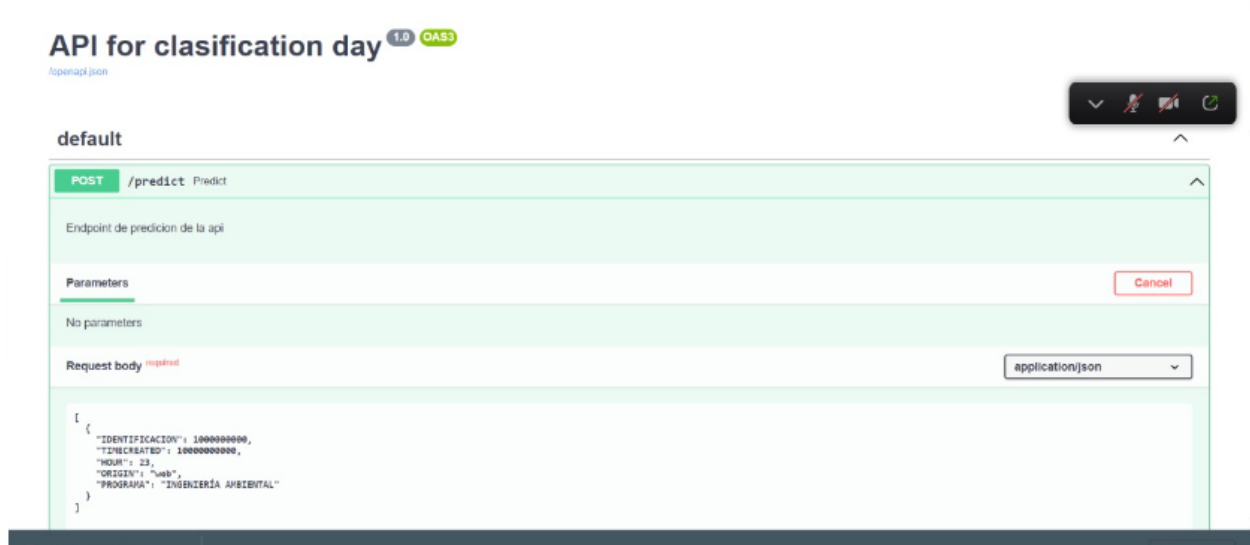 API for clasification day 1.0 OAS3
/openapi.json
default
POST /predict Predict
Endpoint de predicion de la api
Parameters
Cancel
No parameters
Request body required
application/json
[
{
"IDENTIFICACION": 1000000000,
"TIMECREATED": 10000000000,
"HOUR": 23,
"ORIGIN": "web",
"PROGRAMA": "INGENIERÍA AMBIENTAL"
}
]